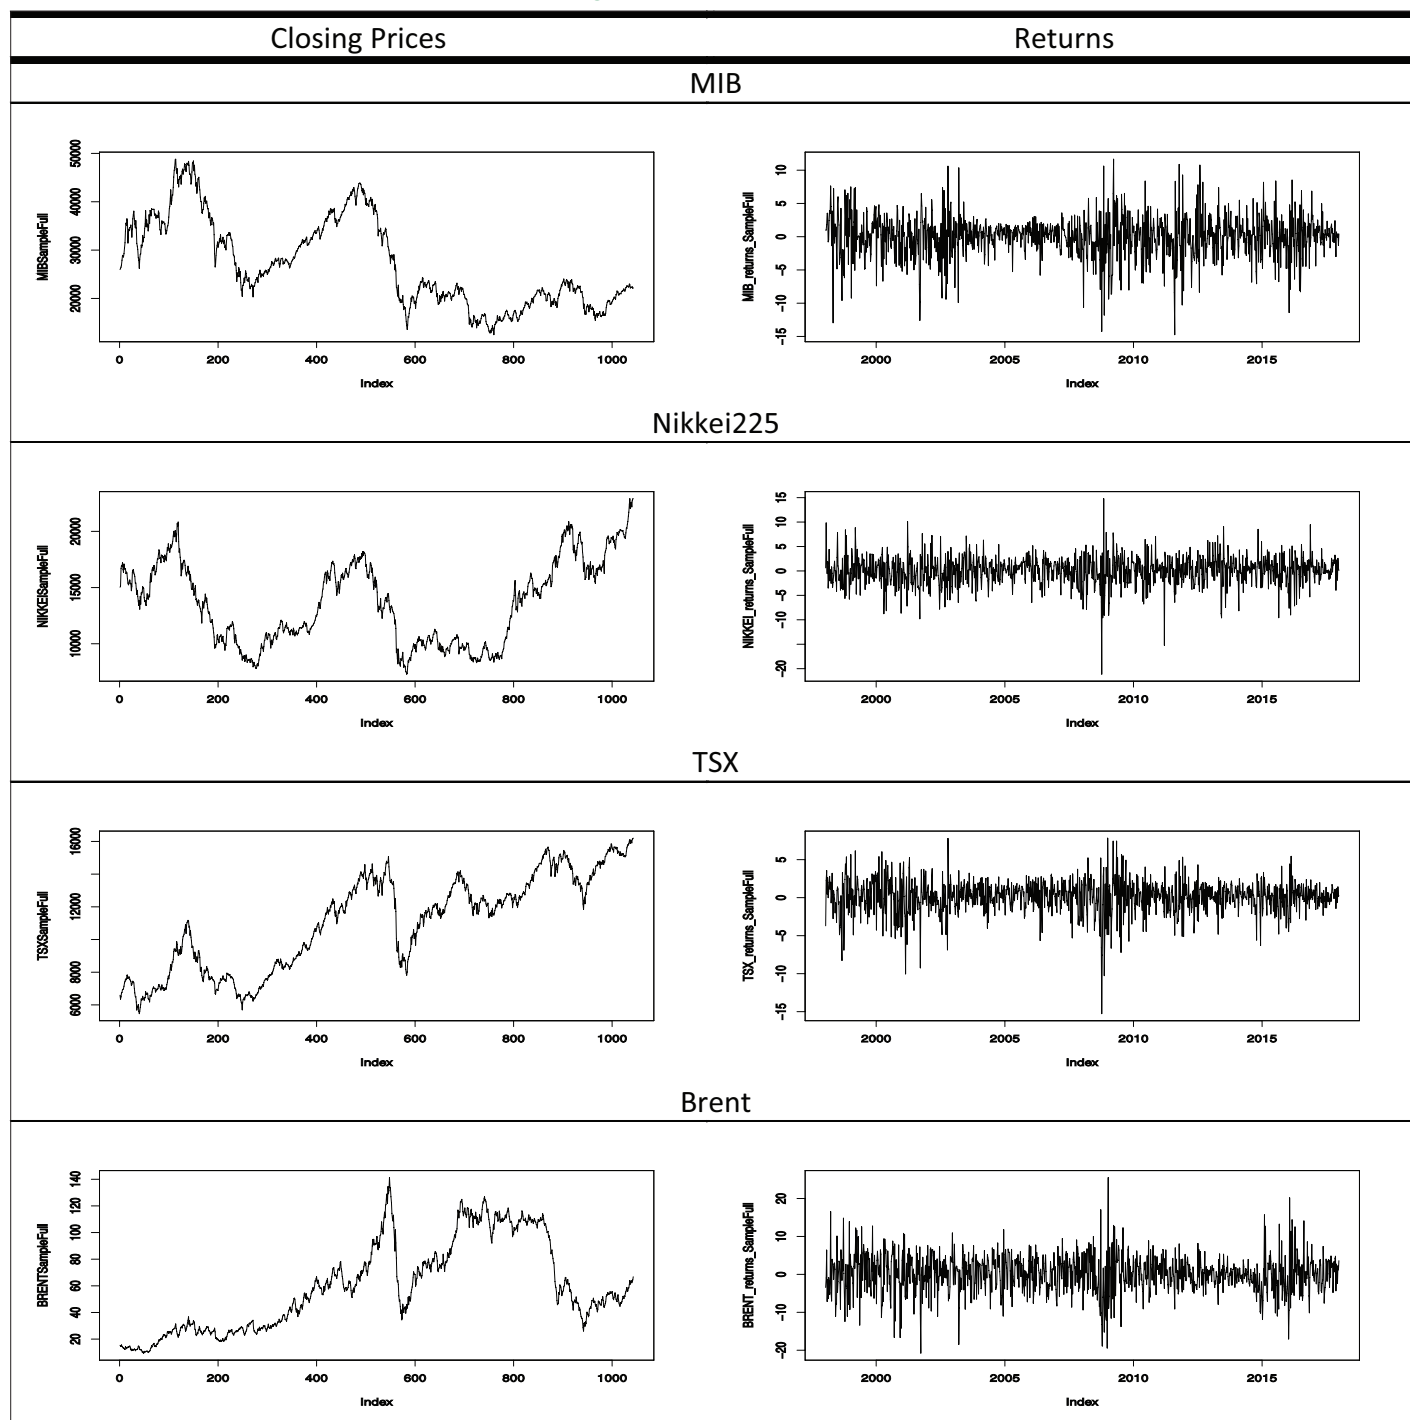 Closing Prices Returns
MIB
MIBSampleFull
50000
40000
30000
20000
0 200 400 600 800 1000
Index
MIB_returns_SampleFull
10
5
0
-5
-10
-15
2000 2005 2010 2015
Index
Nikkei225
NIKKEISampleFull
20000
15000
10000
0 200 400 600 800 1000
Index
NIKKEI_returns_SampleFull
15
10
5
0
-5
-10
-20
2000 2005 2010 2015
Index
TSX
TSXSampleFull
16000
12000
8000
6000
0 200 400 600 800 1000
Index
TSX_returns_SampleFull
5
0
-5
-10
-15
2000 2005 2010 2015
Index
Brent
BRENTSampleFull
140
120
100
80
60
40
20
0 200 400 600 800 1000
Index
BRENT_returns_SampleFull
20
10
0
-10
-20
2000 2005 2010 2015
Index